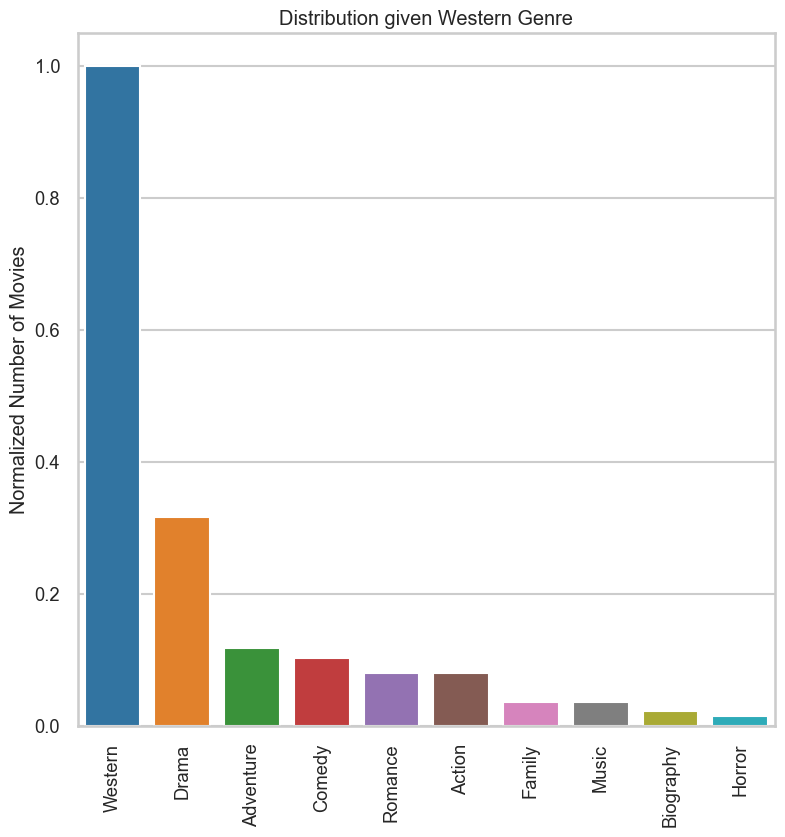 Distribution given Western Genre
Normalized Number of Movies
1.0
0.8
0.6
0.4
0.2
0.0
Western
Drama
Adventure
Comedy
Romance
Action
Family
Music
Biography
Horror